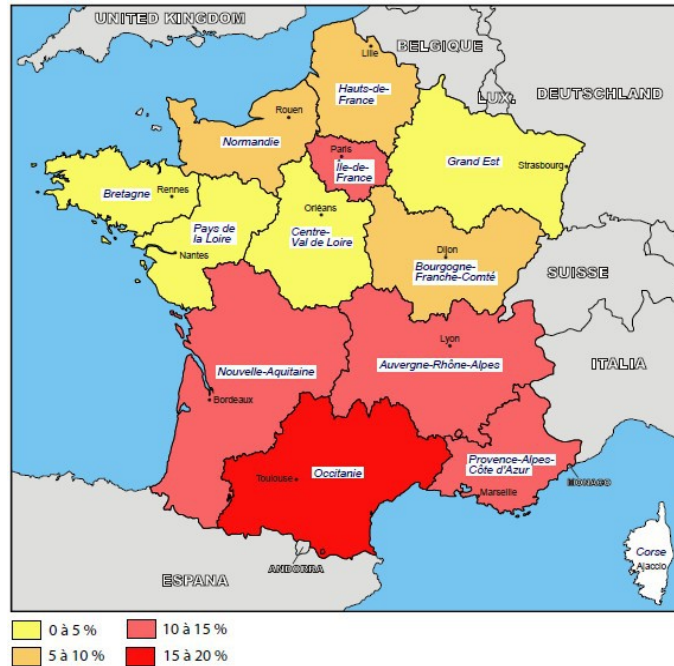 UNITED KINGDOM
BELGIQUE
Lille
LUX.
DEUTSCHLAND
Hauts-de-
France
Rouen
Normandie
Paris
Île-de-
France
Grand Est
Strasbourg
Bretagne
Rennes
Orléans
Pays de
la Loire
Centre-
Val de Loire
Nantes
Dijon
Bourgogne-
Franche-Comté
SUISSE
Lyon
Auvergne-Rhône-Alpes
ITALIA
Nouvelle-Aquitaine
Bordeaux
Provence-Alpes-
Côte d'Azur
Toulouse
Occitanie
MONACO
Marseille
Corse
Ajaccio
ANDORRA
ESPANA
0 à 5 %
10 à 15 %
5 à 10 %
15 à 20 %